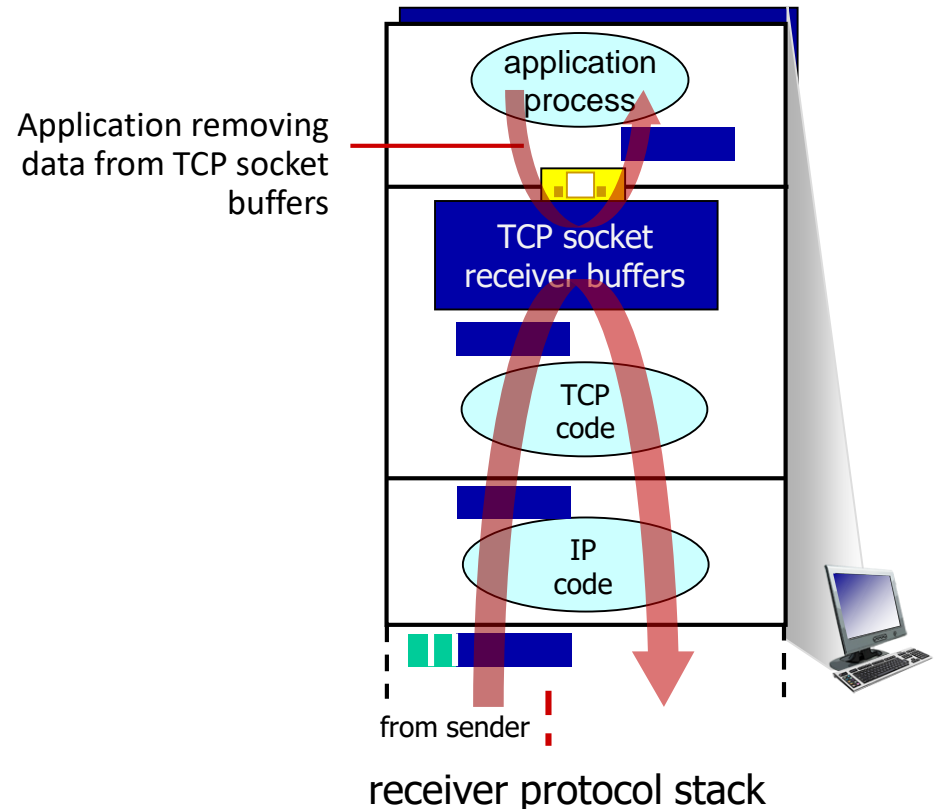 application
process
Application removing
data from TCP socket
buffers
TCP socket
receiver buffers
TCP
code
IP
code
from sender
receiver protocol stack